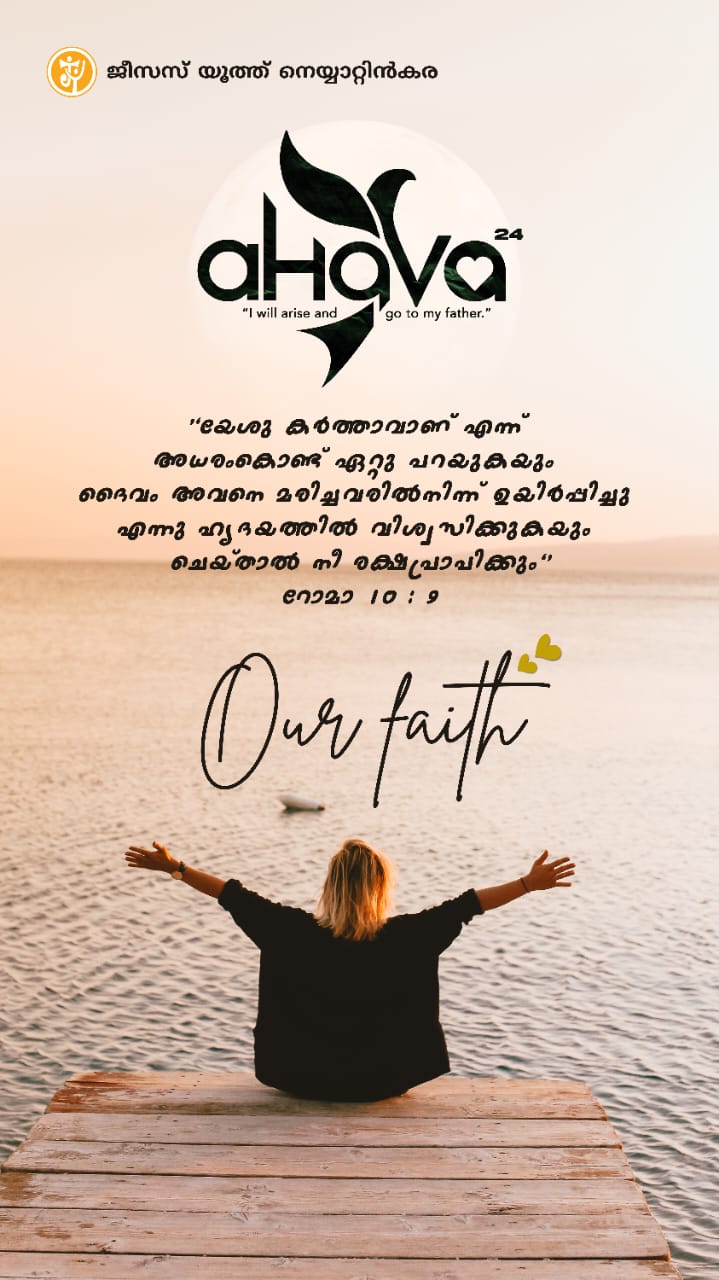 ജീസസ് യൂത്ത് നെയ്യാറ്റിൻകര
aHava 24
"I will arise and go to my father."
"യേശു കർത്താവാണ് എന്ന്
അധരംകൊണ്ട് ഏറ്റു പറയുകയും
ദൈവം അവനെ മരിച്ചവരിൽനിന്ന് ഉയിർപ്പിച്ചു
എന്നു ഹൃദയത്തിൽ വിശ്വസിക്കുകയും
ചെയ്താൽ നീ രക്ഷപ്രാപിക്കും"
റോമാ 10 : 9
Our faith